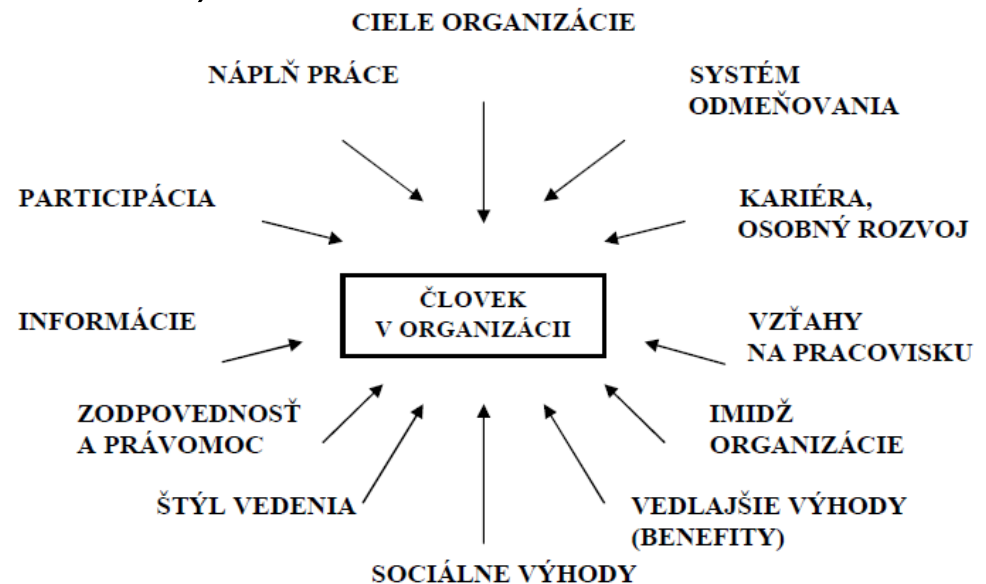 CIELE ORGANIZÁCIE
NÁPLŇ PRÁCE
SYSTÉM
ODMEŇOVANIA
PARTICIPÁCIA
KARIÉRA,
OSOBNÝ ROZVOJ
ČLOVEK
V ORGANIZÁCII
INFORMÁCIE
VZŤAHY
NA PRACOVISKU
ZODPOVEDNOSŤ
A PRÁVOMOC
IMIDŽ
ORGANIZÁCIE
ŠTÝL VEDENIA
VEDLAJŠIE VÝHODY
(BENEFITY)
SOCIÁLNE VÝHODY